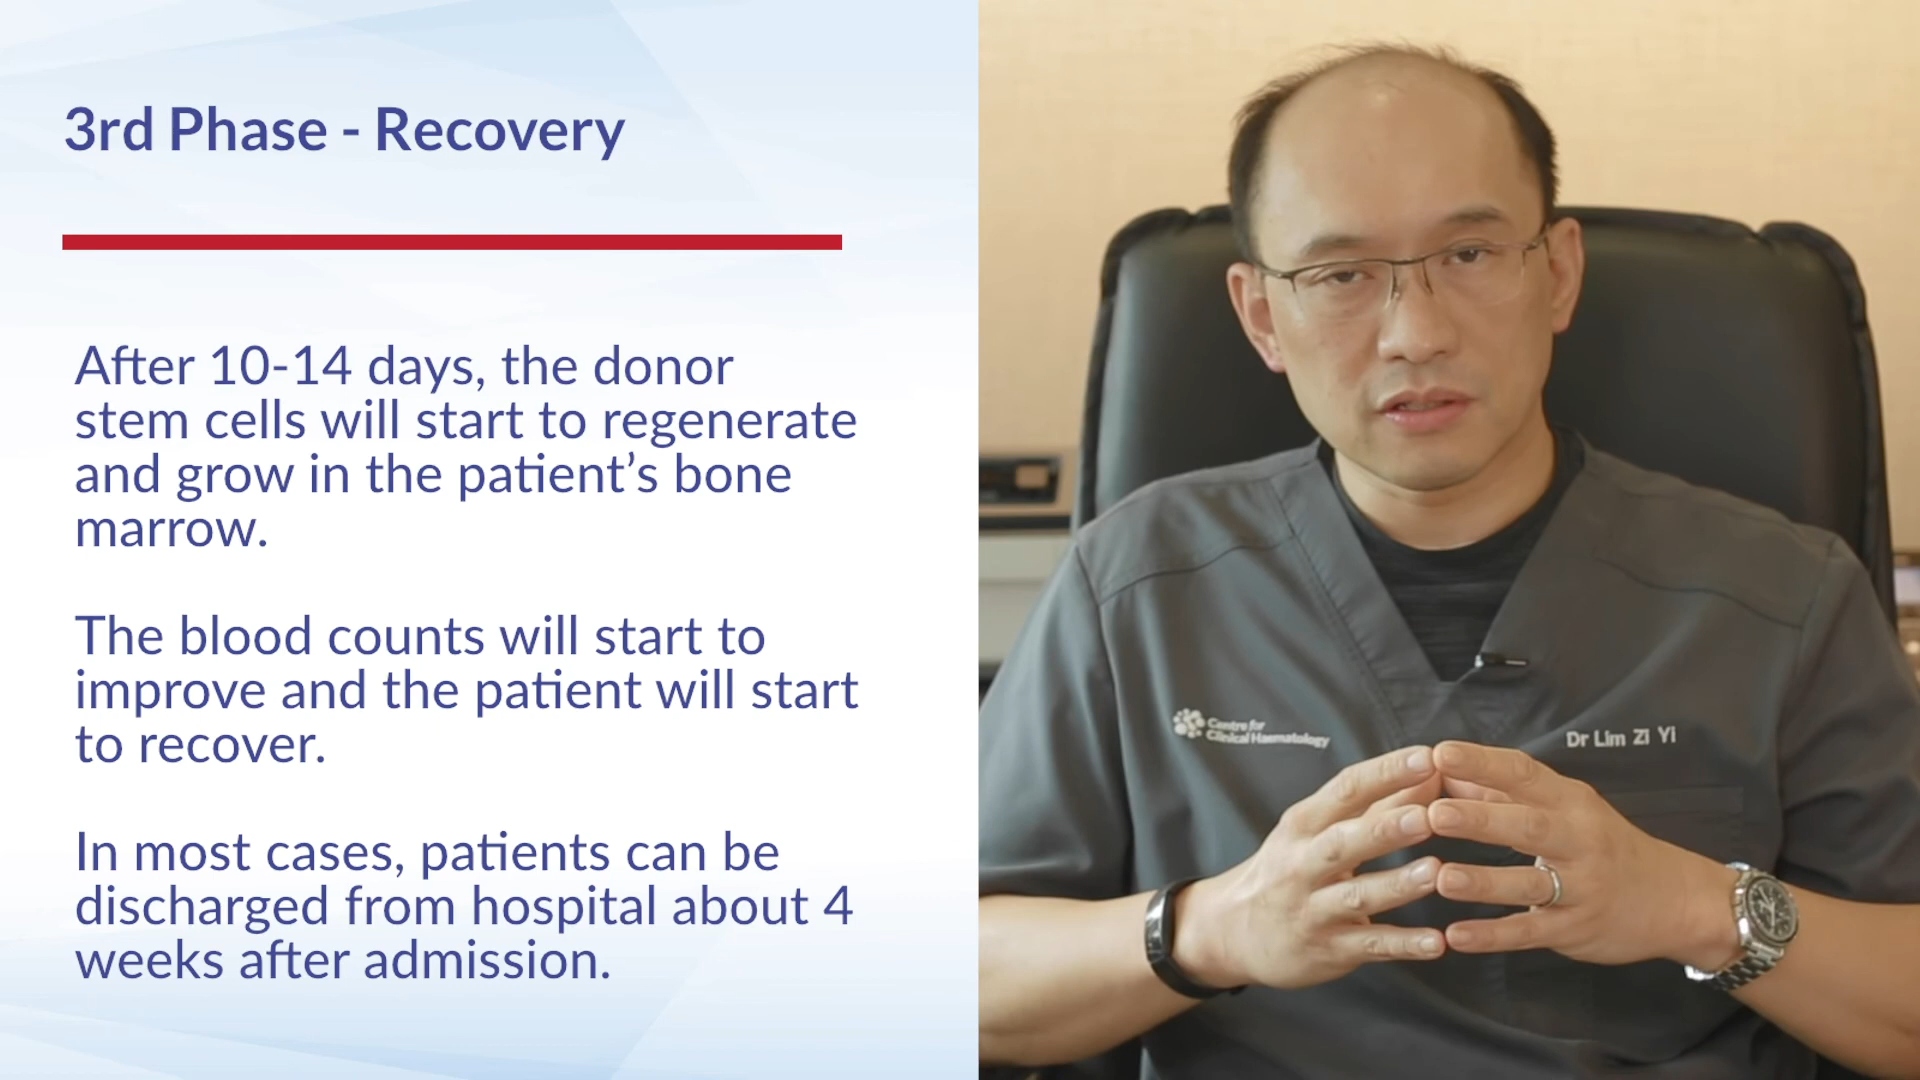 3rd Phase - Recovery
After 10-14 days, the donor
stem cells will start to regenerate
and grow in the patient’s bone
marrow.
The blood counts will start to
improve and the patient will start
to recover.
In most cases, patients can be
discharged from hospital about 4
weeks after admission.
Centre for
Clinical Haematology
Dr Lim Zi Yi